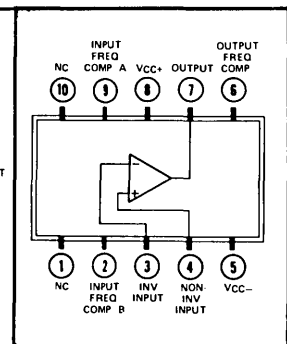 INPUT OUTPUT
FREQ FREQ
NC COMP A VCC+ OUTPUT COMP
10 9 8 7 6
T
-
+
1 2 3 4 5
NC INPUT INV NON- VCC–
FREQ INPUT INV
COMP B INPUT